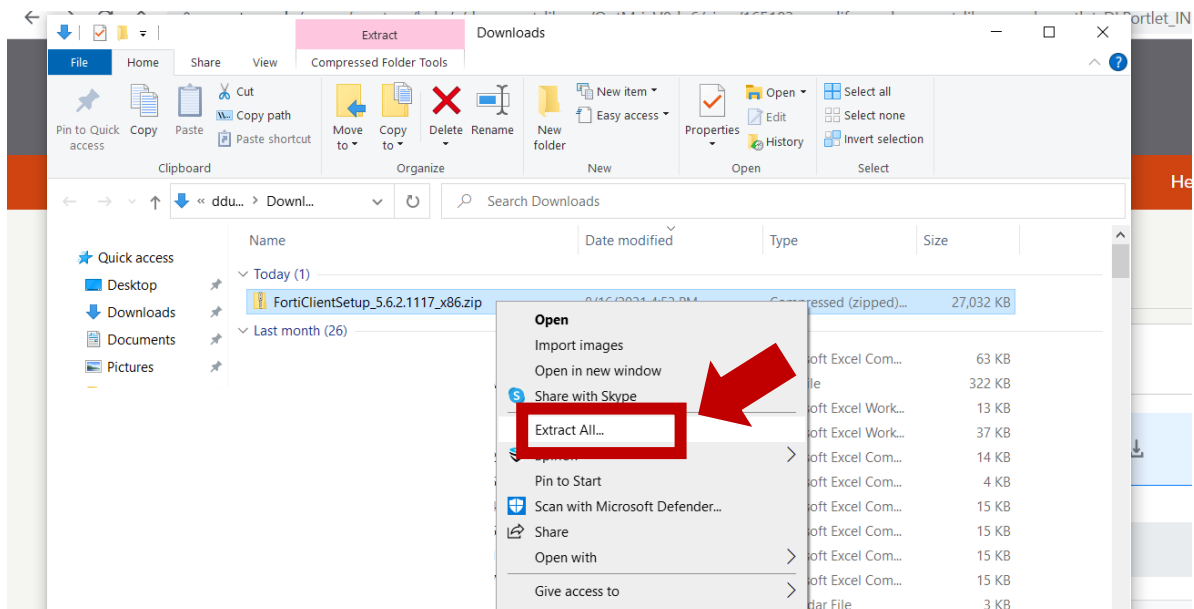 Extract
Downloads
File
Home
Share
View
Compressed Folder Tools
Pin to Quick access
Copy
Paste
Cut
Copy path
Paste shortcut
Clipboard
Move to
Copy to
Delete
Rename
Organize
New folder
New item
Easy access
New
Properties
Open
Edit
History
Open
Select all
Select none
Invert selection
Select
He
« ddu... > Downl...
Search Downloads
Name
Date modified
Type
Size
Quick access
Desktop
Downloads
Documents
Pictures
Today (1)
FortiClientSetup_5.6.2.1117_x86.zip
27,032 KB
Last month (26)
Open
Import images
Open in new window
Share with Skype
Extract All...
Pin to Start
Scan with Microsoft Defender...
Share
Open with
Give access to
oft Excel Com... 63 KB
le 322 KB
oft Excel Work... 13 KB
oft Excel Work... 37 KB
oft Excel Com... 14 KB
oft Excel Com... 4 KB
oft Excel Com... 15 KB
oft Excel Com... 15 KB
oft Excel Com... 15 KB
oft Excel Com... 15 KB
dar File 3 KB